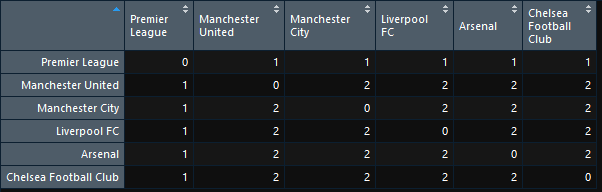 Premier League Manchester United Manchester City Liverpool FC Arsenal Chelsea Football Club
Premier League 0 1 1 1 1 1
Manchester United 1 0 2 2 2 2
Manchester City 1 2 0 2 2 2
Liverpool FC 1 2 2 0 2 2
Arsenal 1 2 2 2 0 2
Chelsea Football Club 1 2 2 2 2 0